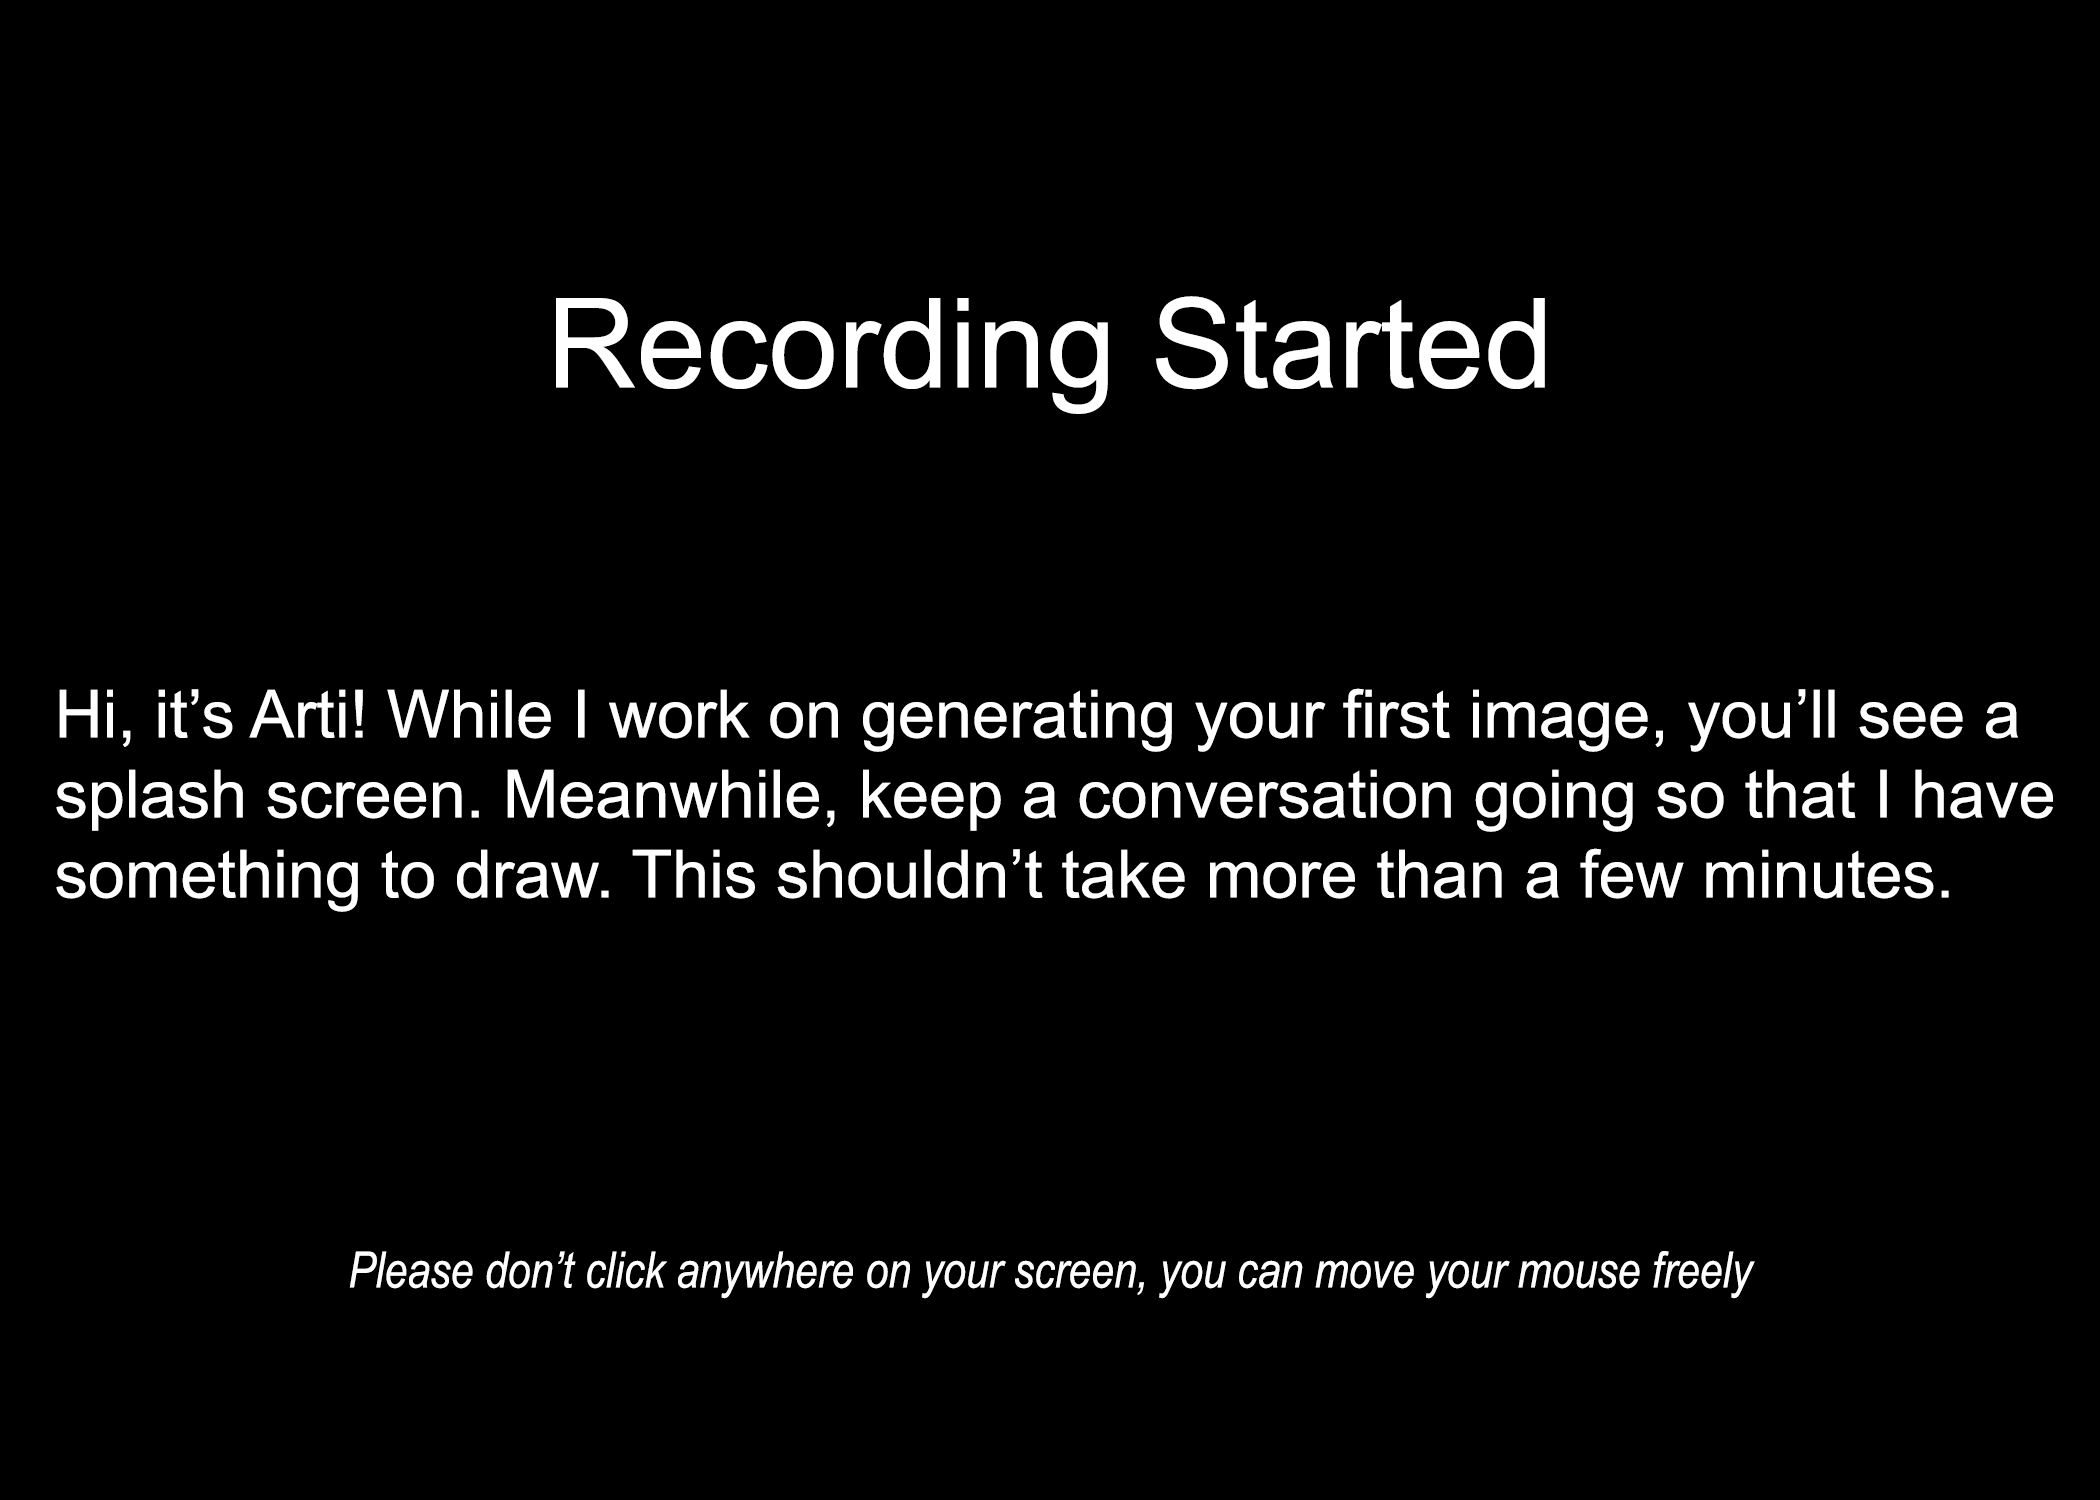 Recording Started
Hi, it’s Arti! While I work on generating your first image, you’ll see a
splash screen. Meanwhile, keep a conversation going so that I have
something to draw. This shouldn’t take more than a few minutes.
Please don’t click anywhere on your screen, you can move your mouse freely